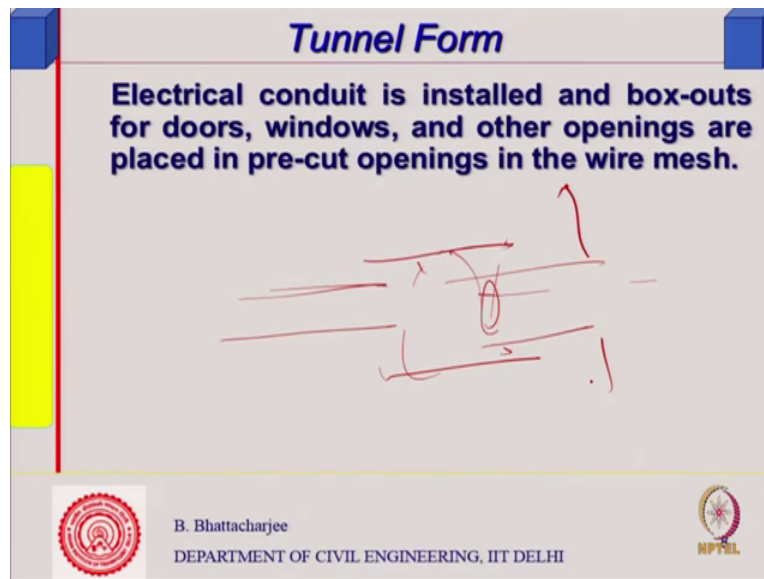 Tunnel Form
Electrical conduit is installed and box-outs
for doors, windows, and other openings are
placed in pre-cut openings in the wire mesh.
B. Bhattacharjee
DEPARTMENT OF CIVIL ENGINEERING, IIT DELHI
NPTEL